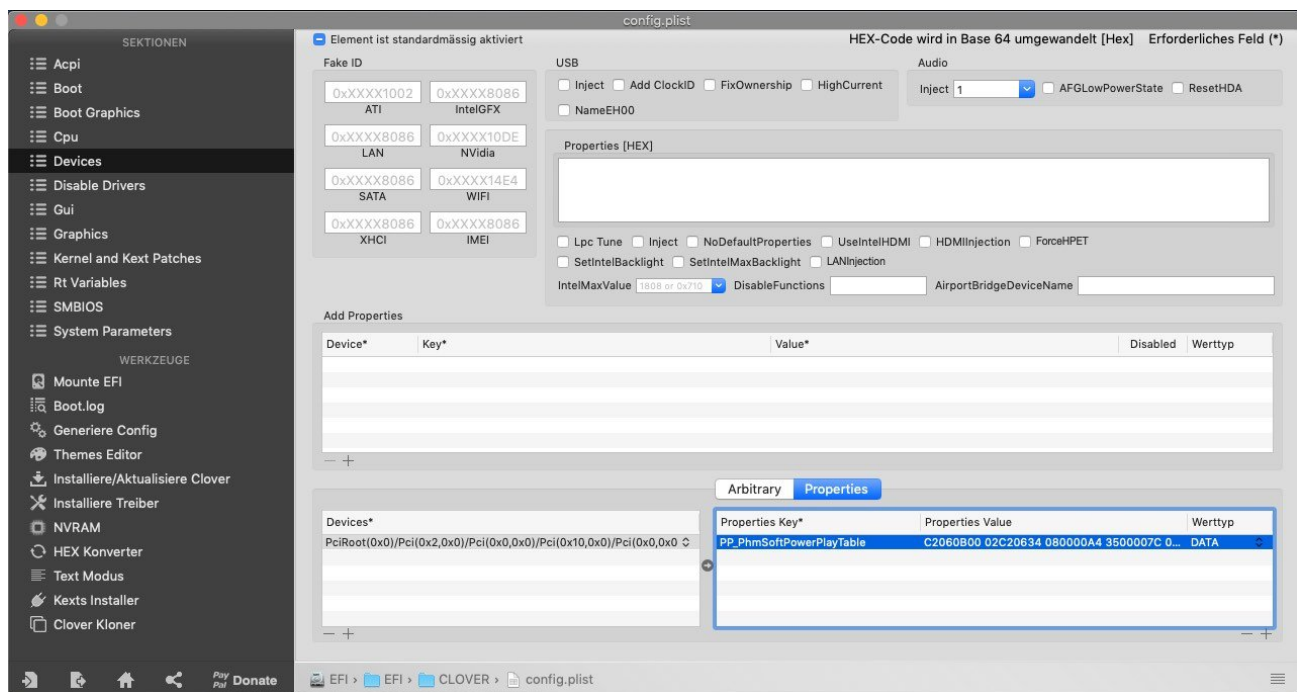 config.plist
SEKTIONEN
Acpi
Boot
Boot Graphics
Cpu
Devices
Disable Drivers
Gui
Graphics
Kernel and Kext Patches
Rt Variables
SMBIOS
System Parameters
WERKZEUGE
Mounte EFI
Boot.log
Generiere Config
Themes Editor
Installiere/Aktualisiere Clover
Installiere Treiber
NVRAM
HEX Konverter
Text Modus
Kexts Installer
Clover Kloner
Pay Pal Donate
Element ist standardmässig aktiviert
HEX-Code wird in Base 64 umgewandelt [Hex] Erforderliches Feld (*)
Fake ID
0xXXXX1002 0xXXXX8086
ATI IntelGFX
0xXXXX8086 0xXXXX10DE
LAN NVidia
0xXXXX8086 0xXXXX14E4
SATA WIFI
0xXXXX8086 0xXXXX8086
XHCI IMEI
USB
Inject Add ClockID FixOwnership HighCurrent
NameEH00
Audio
Inject 1 AFGLowPowerState ResetHDA
Properties [HEX]
Lpc Tune Inject NoDefaultProperties UseIntelHDMI HDMIInjection ForceHPET
SetIntelBacklight SetIntelMaxBacklight LANInjection
IntelMaxValue 1808 or 0x710 DisableFunctions AirportBridgeDeviceName
Add Properties
Device* Key* Value* Disabled Werttyp
Arbitrary Properties
Devices*
PciRoot(0x0)/Pci(0x2,0x0)/Pci(0x0,0x0)/Pci(0x10,0x0)/Pci(0x0,0x0
Properties Key* Properties Value Werttyp
PP_PhmSoftPowerPlayTable C2060B00 02C20634 080000A4 3500007C 0... DATA
EFI › EFI › CLOVER › config.plist